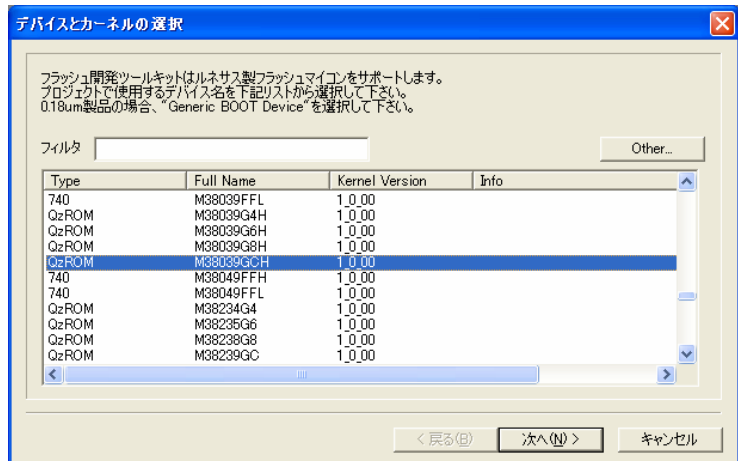 デバイスとカーネルの選択
フラッシュ開発ツールキットはルネサス製フラッシュマイコンをサポートします。
プロジェクトで使用するデバイス名を下記リストから選択して下さい。
0.18um製品の場合、"Generic BOOT Device"を選択して下さい。
フィルタ Other...
Type Full Name Kernel Version Info
740 M38039FFL 1_0_00
QzROM M38039G4H 1_0_00
QzROM M38039G6H 1_0_00
QzROM M38039G8H 1_0_00
QzROM M38039GCH 1_0_00
740 M38049FFH 1_0_00
740 M38049FFL 1_0_00
QzROM M38234G4 1_0_00
QzROM M38235G6 1_0_00
QzROM M38238G8 1_0_00
QzROM M38239GC 1_0_00
< 戻る(B) 次へ(N) > キャンセル